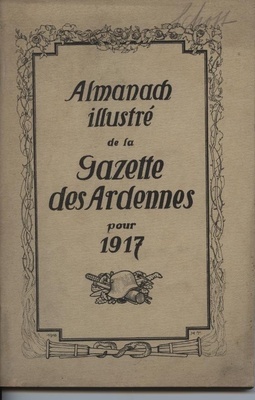 Almanach
illustré
de la
Gazette
des Ardennes
pour
1917